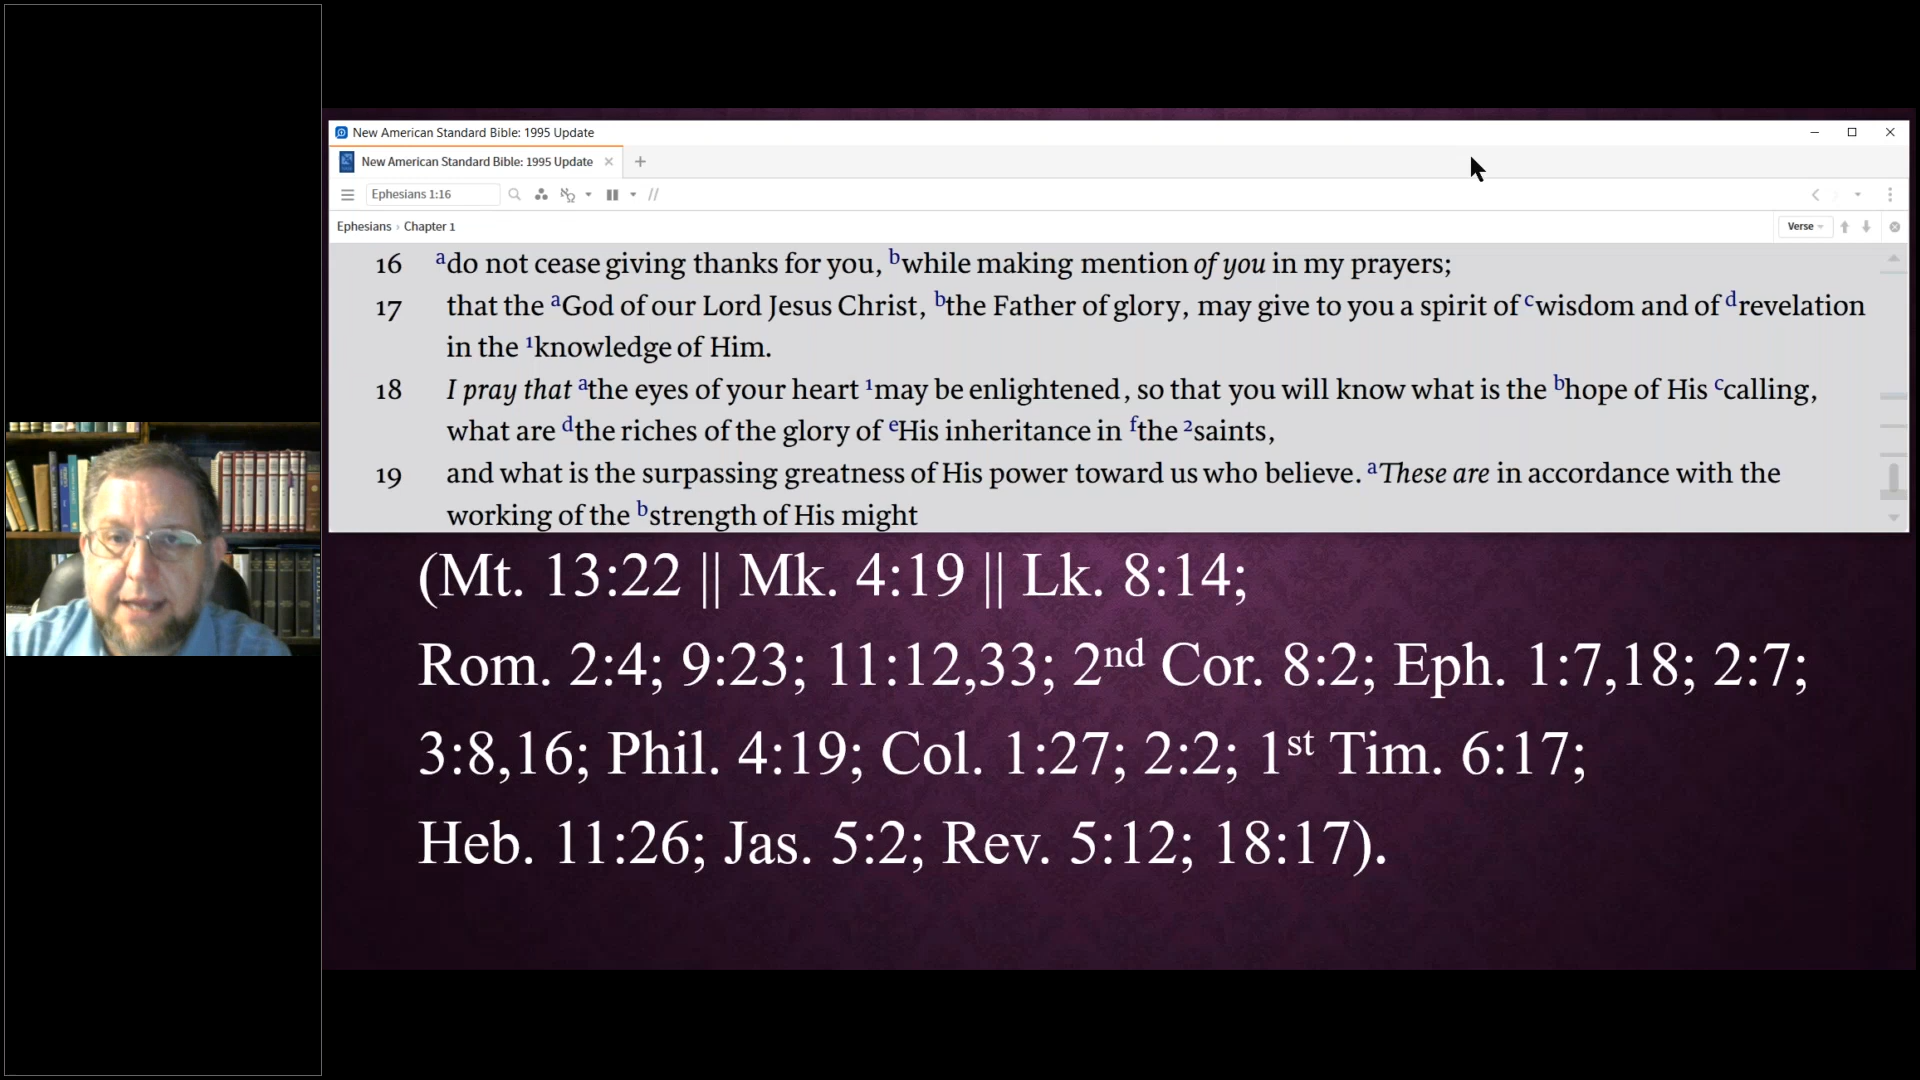 New American Standard Bible: 1995 Update
New American Standard Bible: 1995 Update
Ephesians 1:16
Ephesians › Chapter 1
Verse
16 ado not cease giving thanks for you, bwhile making mention of you in my prayers;
17 that the aGod of our Lord Jesus Christ, bthe Father of glory, may give to you a spirit of cwisdom and of drevelation
in the 1knowledge of Him.
18 I pray that athe eyes of your heart 1may be enlightened, so that you will know what is the bhope of His ccalling,
what are dthe riches of the glory of eHis inheritance in fthe 2saints,
19 and what is the surpassing greatness of His power toward us who believe. aThese are in accordance with the
working of the bstrength of His might
(Mt. 13:22 || Mk. 4:19 || Lk. 8:14;
Rom. 2:4; 9:23; 11:12,33; 2nd Cor. 8:2; Eph. 1:7,18; 2:7;
3:8,16; Phil. 4:19; Col. 1:27; 2:2; 1st Tim. 6:17;
Heb. 11:26; Jas. 5:2; Rev. 5:12; 18:17).